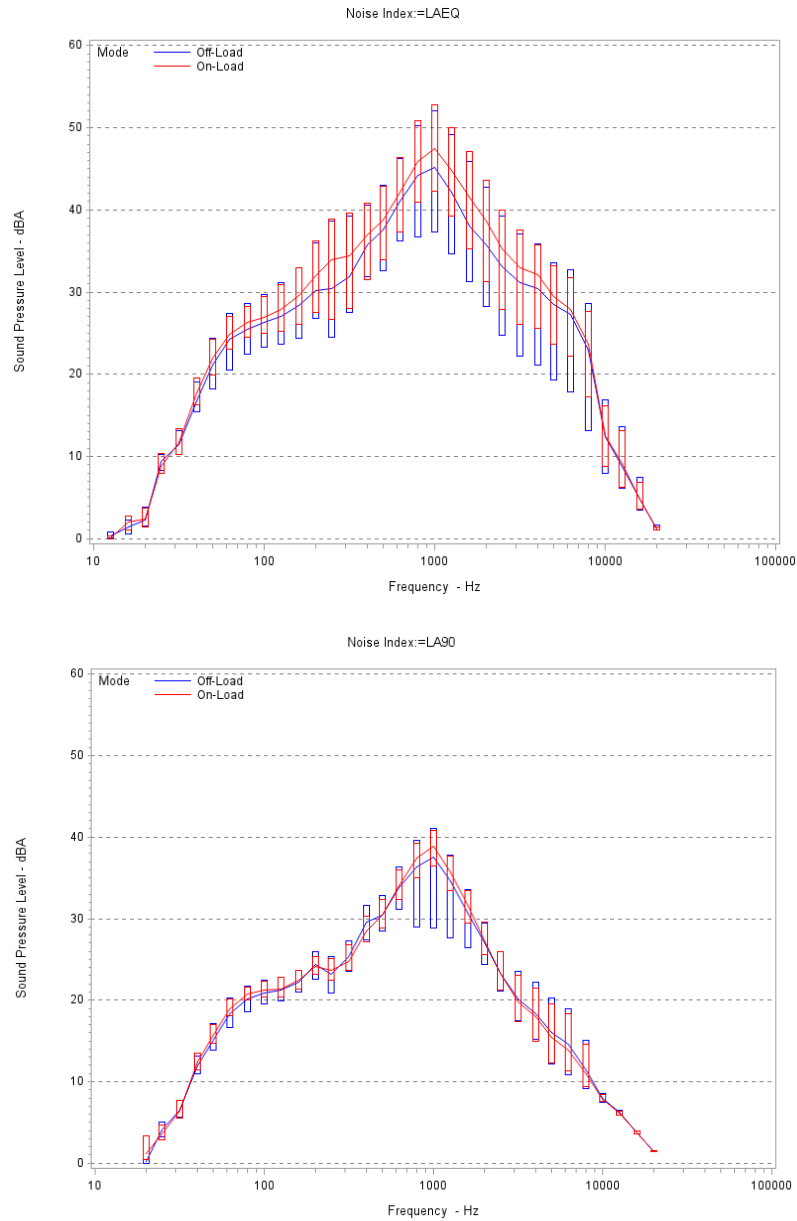 Noise Index:=LAEQ
60
Mode Off-Load
On-Load
50
40
30
20
10
0
Sound Pressure Level - dBA
10 100 1000 10000 100000
Frequency - Hz
Noise Index:=LA90
60
Mode Off-Load
On-Load
50
40
30
20
10
0
Sound Pressure Level - dBA
10 100 1000 10000 100000
Frequency - Hz